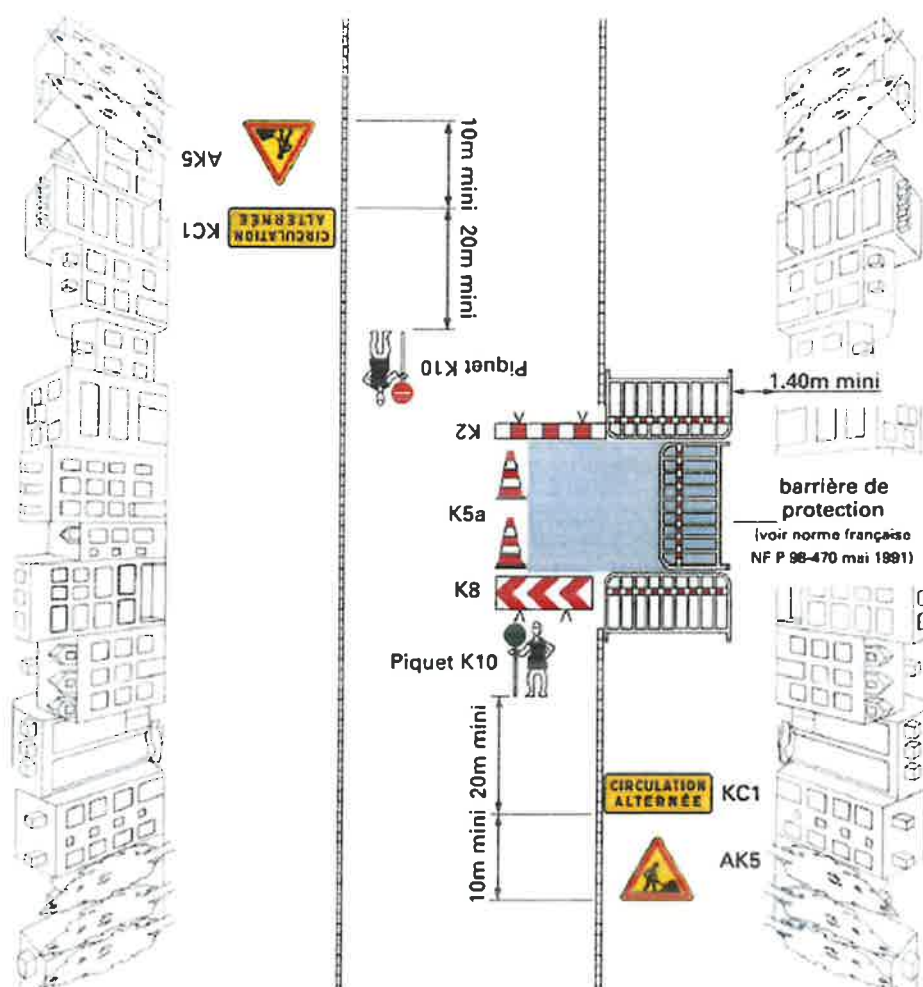 10m mini
AK5
CIRCULATION
ALTERNÉE
KC1
20m mini
Piquet K10
1.40m mini
K2
K5a
barrière de
protection
(voir norme française
NF P 98-470 mai 1991)
K8
Piquet K10
20m mini
CIRCULATION
ALTERNÉE
KC1
10m mini
AK5